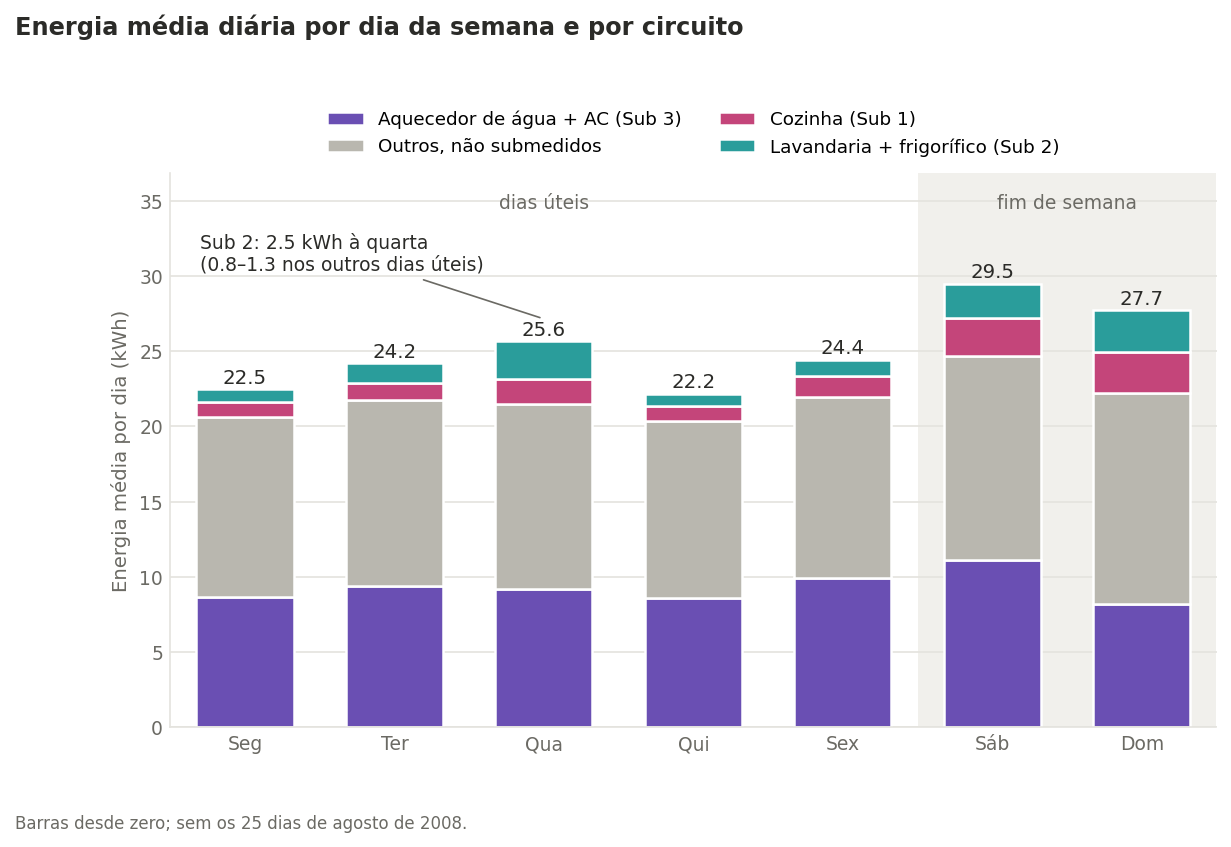 Energia média diária por dia da semana e por circuito
Aquecedor de água + AC (Sub 3)
Outros, não submedidos
Cozinha (Sub 1)
Lavandaria + frigorífico (Sub 2)
Energia média por dia (kWh)
35
30
25
20
15
10
5
0
dias úteis
fim de semana
Sub 2: 2.5 kWh à quarta
(0.8–1.3 nos outros dias úteis)
22.5
24.2
25.6
22.2
24.4
29.5
27.7
Seg
Ter
Qua
Qui
Sex
Sáb
Dom
Barras desde zero; sem os 25 dias de agosto de 2008.